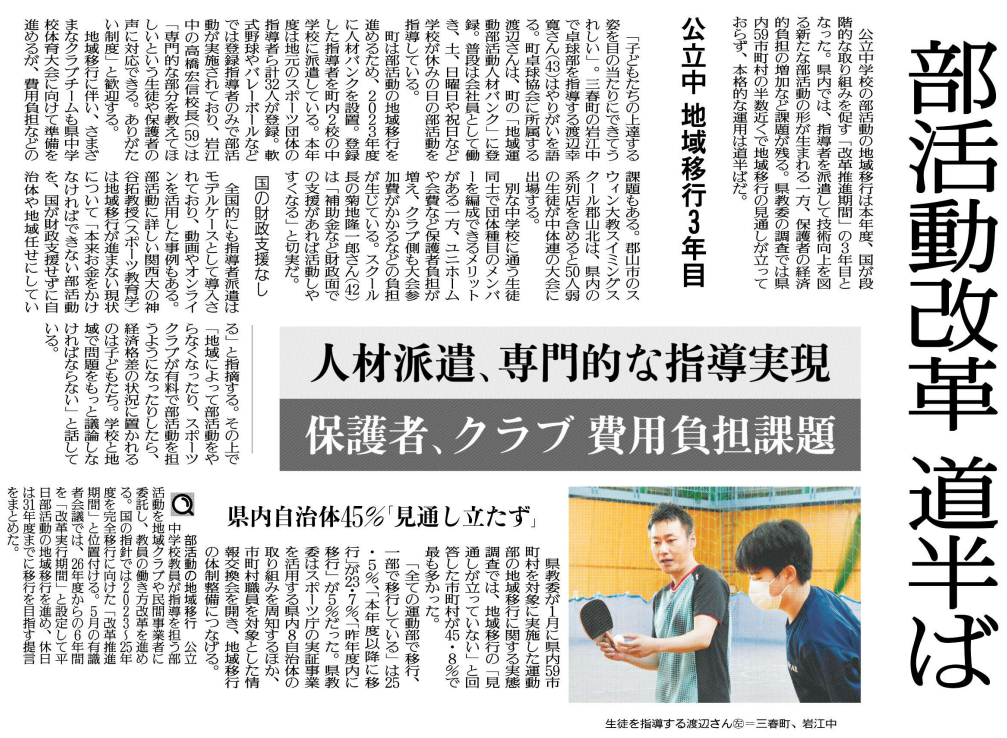 部活動改革 道半ば
公立中 地域移行3年目
公立中学校の部活動の地域移行は本年度、国が段
階的な取り組みを促す「改革推進期間」の3年目と
なった。県内では、指導者を派遣して技術向上を図
る新たな部活動の形が生まれる一方、保護者の経済
的負担の増加など課題が残る。県教委の調査では県
内59市町村の半数近くで地域移行の見通しが立って
おらず、本格的な運用は道半ばだ。
「子どもたちの上達する
姿を目の当たりにできてう
れしい」。三春町の岩江中
で卓球部を指導する渡辺幸
寛さん(43)はやりがいを語
る。町卓球協会に所属する
渡辺さんは、町の「地域運
動部活動人材バンク」に登
録。普段は会社員として働
き、土、日曜日や祝日など
学校が休みの日の部活動を
指導している。
町は部活動の地域移行を
進めるため、2023年度
に人材バンクを設置。登録
した指導者を町内2校の中
学校に派遣している。本年
度は地元のスポーツ団体の
指導者ら計32人が登録。軟
式野球やバレーボールなど
では登録指導者のみで部活
動が実施されており、岩江
中の高橋宏信校長(59)は
「専門的な部分を教えてほ
しいという生徒や保護者の
声に対応できる。ありがた
い制度」と歓迎する。
地域移行に伴い、さまざ
まなクラブチームも県中学
校体育大会に向けて準備を
進めるが、費用負担などの
課題もある。郡山市のス
ウィン大教スイミングス
クール郡山北は、県内の
系列店を含めると50人弱
の生徒が中体連の大会に
出場する。
別な中学校に通う生徒
同士で団体種目のメンバ
ーを編成できるメリット
がある一方、ユニホーム
や会費など保護者負担が
増え、クラブ側も大会参
加費がかかるなどの負担
が生じている。スクール
長の菊地隆一郎さん(42)
は「補助金など財政面で
の支援があれば活動しや
すくなる」と切実だ。
国の財政支援なし
全国的にも指導者派遣は
モデルケースとして導入さ
れており、動画やオンライ
ンを活用した事例もある。
部活動に詳しい関西大の神
谷拓教授(スポーツ教育学)
は地域移行が進まない現状
について「本来お金をかけ
なければできない部活動
を、国が財政支援せずに自
治体や地域任せにしてい
る」と指摘する。その上で
「地域によって部活動をや
らなくなったり、スポーツ
クラブが有料で部活動を担
うようになったりしたら、
経済格差の状況に置かれる
のは子どもたち。学校と地
域で問題をもっと議論しな
ければならない」と話して
いる。
人材派遣、専門的な指導実現
保護者、クラブ 費用負担課題
県内自治体45%「見通し立たず」
県教委が1月に県内59市
町村を対象に実施した運動
部の地域移行に関する実態
調査では、地域移行の「見
通しが立っていない」と回
答した市町村が45・8%で
最も多かった。
「全ての運動部で移行、
一部で移行している」は25
・5%、「本年度以降に移
行」が23・7%、「昨年度内に
移行」が5%だった。県教
委はスポーツ庁の実証事業
を活用する県内8自治体の
取り組みを周知するほか、
市町村職員を対象とした情
報交換会を開き、地域移行
の体制整備につなげる。
部活動の地域移行 公立
中学校教員が指導を担う部
活動を地域クラブや民間事業者に
委託し、教員の働き方改革を進め
る。国の指針では2023~25年
度を完全移行に向けた「改革推進
期間」と位置付ける。5月の有識
者会議では、26年度からの6年間
を「改革実行期間」と設定して平
日部活動の地域移行を進め、休日
は31年度までに移行を目指す提言
をまとめた。
生徒を指導する渡辺さん㊧=三春町、岩江中